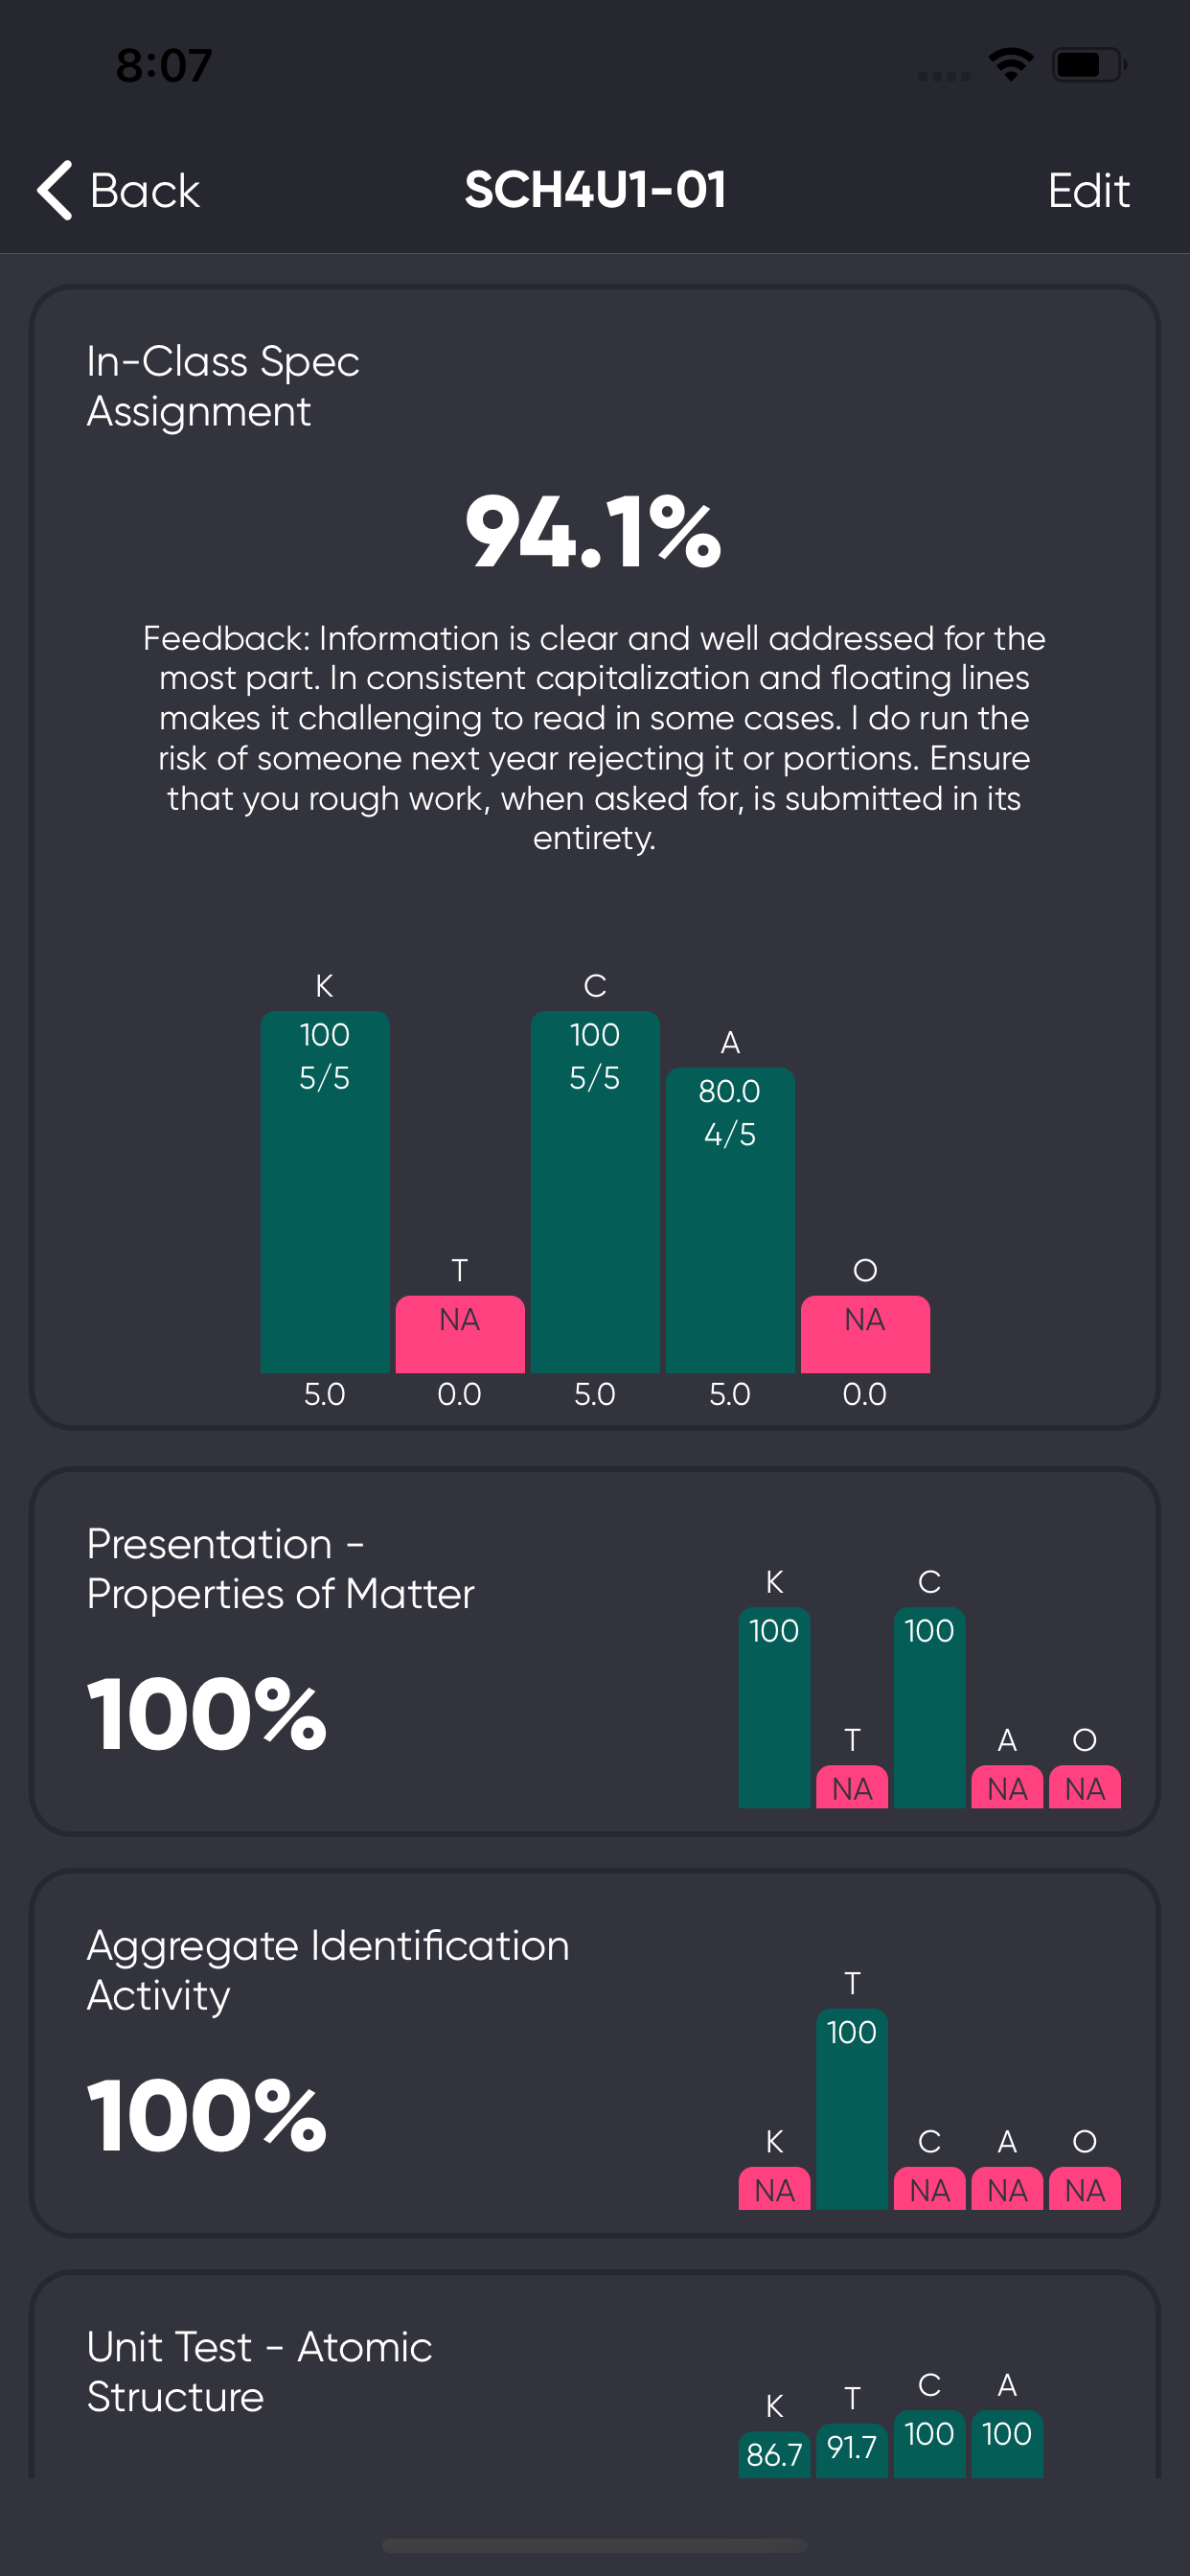 8:07
Back
SCH4U1-01
Edit
In-Class Spec
Assignment
94.1%
Feedback: Information is clear and well addressed for the
most part. In consistent capitalization and floating lines
makes it challenging to read in some cases. I do run the
risk of someone next year rejecting it or portions. Ensure
that you rough work, when asked for, is submitted in its
entirety.
K
100
5/5
5.0
T
NA
0.0
C
100
5/5
5.0
A
80.0
4/5
5.0
O
NA
0.0
Presentation -
Properties of Matter
100%
K
100
T
NA
C
100
A
NA
O
NA
Aggregate Identification
Activity
100%
K
NA
T
100
C
NA
A
NA
O
NA
Unit Test - Atomic
Structure
K
86.7
T
91.7
C
100
A
100